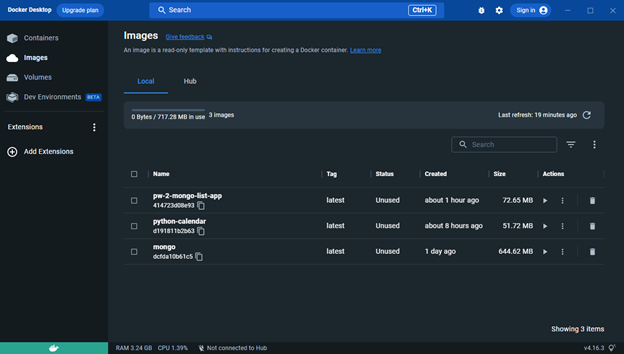 Docker Desktop Upgrade plan Search Ctrl+K Sign in
Containers
Images
Volumes
Dev Environments BETA
Extensions
Add Extensions
Images Give feedback
An image is a read-only template with instructions for creating a Docker container. Learn more
Local Hub
0 Bytes / 717.28 MB in use 3 images Last refresh: 19 minutes ago
Search
Name Tag Status Created Size Actions
pw-2-mongo-list-app latest Unused about 1 hour ago 72.65 MB
414723d08e93
python-calendar latest Unused about 8 hours ago 51.72 MB
d191811b2b63
mongo latest Unused 1 day ago 644.62 MB
dcfda10b61c5
Showing 3 items
RAM 3.24 GB CPU 1.39% Not connected to Hub v4.16.3